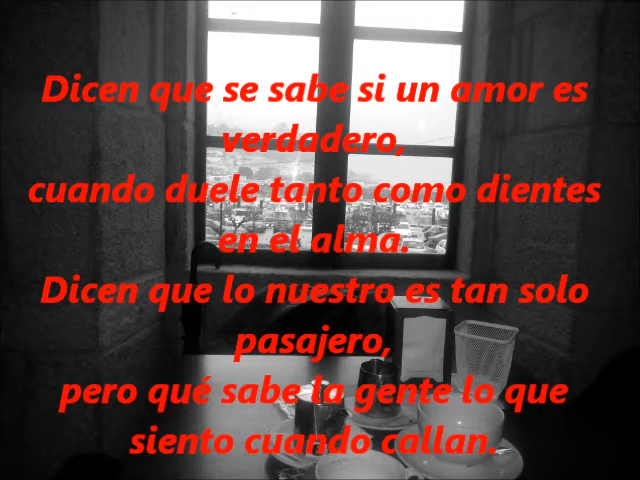 Dicen que se sabe si un amor es
verdadero,
cuando duele tanto como dientes
en el alma.
Dicen que lo nuestro es tan solo
pasajero,
pero qué sabe la gente lo que
siento cuando callan.